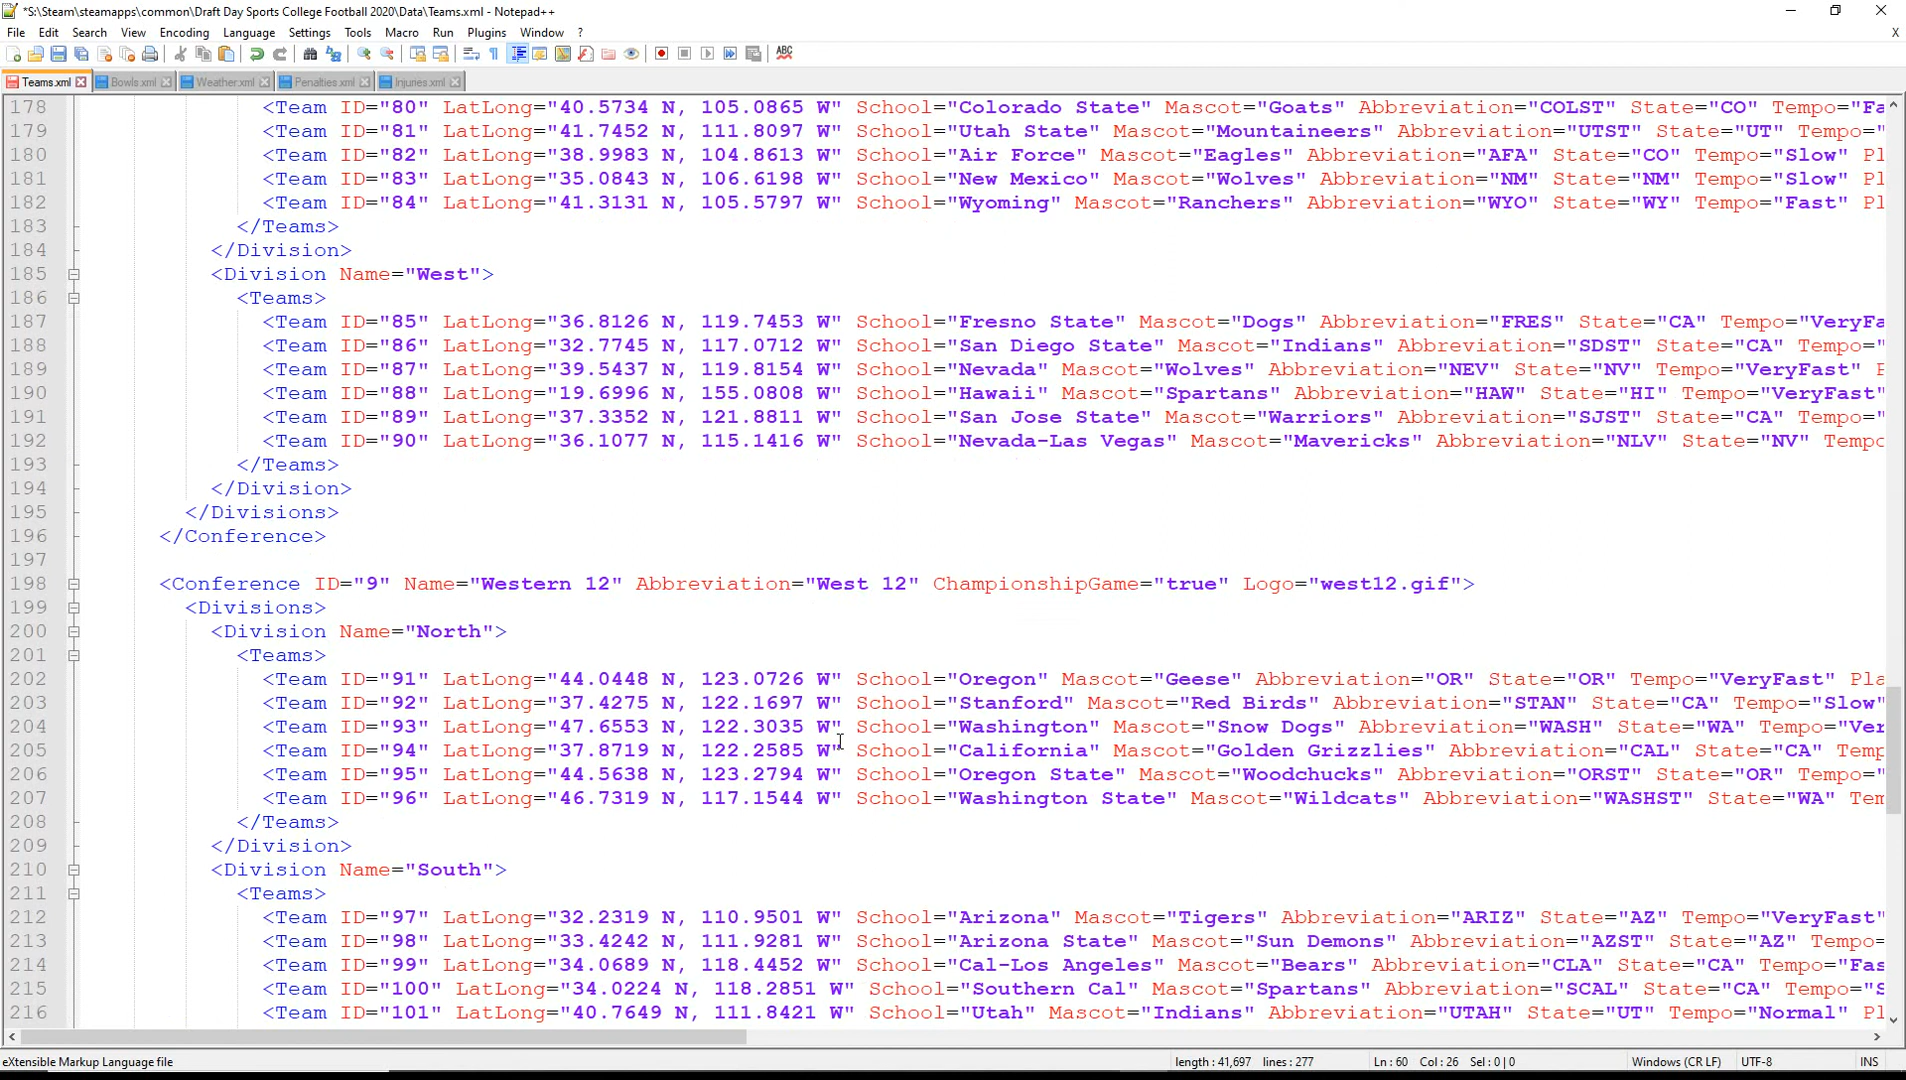 *S:\Steam\steamapps\common\Draft Day Sports College Football 2020\Data\Teams.xml - Notepad++
File Edit Search View Encoding Language Settings Tools Macro Run Plugins Window ? X
Teams.xml Bowls.xml Weather.xml Penalties.xml Injuries.xml
178 <Team ID="80" LatLong="40.5734 N, 105.0865 W" School="Colorado State" Mascot="Goats" Abbreviation="COLST" State="CO" Tempo="Fa
179 <Team ID="81" LatLong="41.7452 N, 111.8097 W" School="Utah State" Mascot="Mountaineers" Abbreviation="UTST" State="UT" Tempo=
180 <Team ID="82" LatLong="38.9983 N, 104.8613 W" School="Air Force" Mascot="Eagles" Abbreviation="AFA" State="CO" Tempo="Slow" Pl
181 <Team ID="83" LatLong="35.0843 N, 106.6198 W" School="New Mexico" Mascot="Wolves" Abbreviation="NM" State="NM" Tempo="Slow" Pl
182 <Team ID="84" LatLong="41.3131 N, 105.5797 W" School="Wyoming" Mascot="Ranchers" Abbreviation="WYO" State="WY" Tempo="Fast" Pl
183 </Teams>
184 </Division>
185 <Division Name="West">
186 <Teams>
187 <Team ID="85" LatLong="36.8126 N, 119.7453 W" School="Fresno State" Mascot="Dogs" Abbreviation="FRES" State="CA" Tempo="VeryFa
188 <Team ID="86" LatLong="32.7745 N, 117.0712 W" School="San Diego State" Mascot="Indians" Abbreviation="SDST" State="CA" Tempo="
189 <Team ID="87" LatLong="39.5437 N, 119.8154 W" School="Nevada" Mascot="Wolves" Abbreviation="NEV" State="NV" Tempo="VeryFast" P
190 <Team ID="88" LatLong="19.6996 N, 155.0808 W" School="Hawaii" Mascot="Spartans" Abbreviation="HAW" State="HI" Tempo="VeryFast"
191 <Team ID="89" LatLong="37.3352 N, 121.8811 W" School="San Jose State" Mascot="Warriors" Abbreviation="SJST" State="CA" Tempo="
192 <Team ID="90" LatLong="36.1077 N, 115.1416 W" School="Nevada-Las Vegas" Mascot="Mavericks" Abbreviation="NLV" State="NV" Tempo
193 </Teams>
194 </Division>
195 </Divisions>
196 </Conference>
197
198 <Conference ID="9" Name="Western 12" Abbreviation="West 12" ChampionshipGame="true" Logo="west12.gif">
199 <Divisions>
200 <Division Name="North">
201 <Teams>
202 <Team ID="91" LatLong="44.0448 N, 123.0726 W" School="Oregon" Mascot="Geese" Abbreviation="OR" State="OR" Tempo="VeryFast" Pla
203 <Team ID="92" LatLong="37.4275 N, 122.1697 W" School="Stanford" Mascot="Red Birds" Abbreviation="STAN" State="CA" Tempo="Slow"
204 <Team ID="93" LatLong="47.6553 N, 122.3035 W" School="Washington" Mascot="Snow Dogs" Abbreviation="WASH" State="WA" Tempo="Ver
205 <Team ID="94" LatLong="37.8719 N, 122.2585 W" School="California" Mascot="Golden Grizzlies" Abbreviation="CAL" State="CA" Temp
206 <Team ID="95" LatLong="44.5638 N, 123.2794 W" School="Oregon State" Mascot="Woodchucks" Abbreviation="ORST" State="OR" Tempo="
207 <Team ID="96" LatLong="46.7319 N, 117.1544 W" School="Washington State" Mascot="Wildcats" Abbreviation="WASHST" State="WA" Tem
208 </Teams>
209 </Division>
210 <Division Name="South">
211 <Teams>
212 <Team ID="97" LatLong="32.2319 N, 110.9501 W" School="Arizona" Mascot="Tigers" Abbreviation="ARIZ" State="AZ" Tempo="VeryFast"
213 <Team ID="98" LatLong="33.4242 N, 111.9281 W" School="Arizona State" Mascot="Sun Demons" Abbreviation="AZST" State="AZ" Tempo=
214 <Team ID="99" LatLong="34.0689 N, 118.4452 W" School="Cal-Los Angeles" Mascot="Bears" Abbreviation="CLA" State="CA" Tempo="Fas
215 <Team ID="100" LatLong="34.0224 N, 118.2851 W" School="Southern Cal" Mascot="Spartans" Abbreviation="SCAL" State="CA" Tempo="S
216 <Team ID="101" LatLong="40.7649 N, 111.8421 W" School="Utah" Mascot="Indians" Abbreviation="UTAH" State="UT" Tempo="Normal" Pl
eXtensible Markup Language file length : 41,697 lines : 277 Ln : 60 Col : 26 Sel : 0 | 0 Windows (CR LF) UTF-8 INS